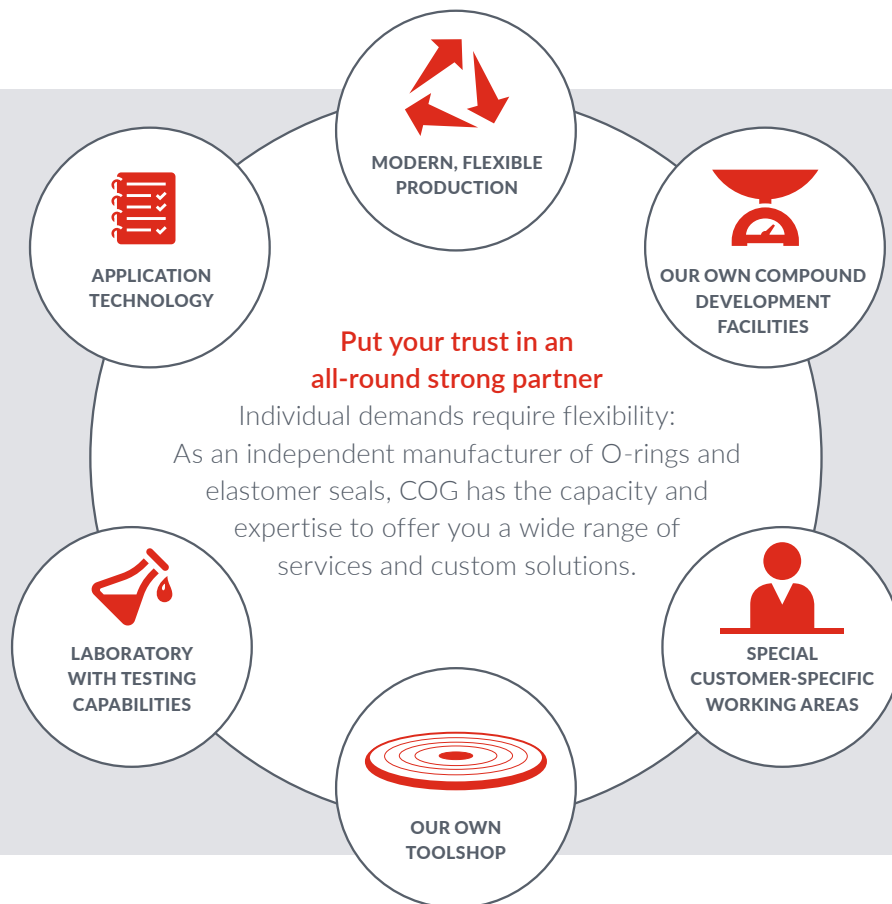 MODERN, FLEXIBLE
PRODUCTION
APPLICATION
TECHNOLOGY
OUR OWN COMPOUND
DEVELOPMENT
FACILITIES
Put your trust in an
all-round strong partner
Individual demands require flexibility:
As an independent manufacturer of O-rings and
elastomer seals, COG has the capacity and
expertise to offer you a wide range of
services and custom solutions.
LABORATORY
WITH TESTING
CAPABILITIES
SPECIAL
CUSTOMER-SPECIFIC
WORKING AREAS
OUR OWN
TOOLSHOP